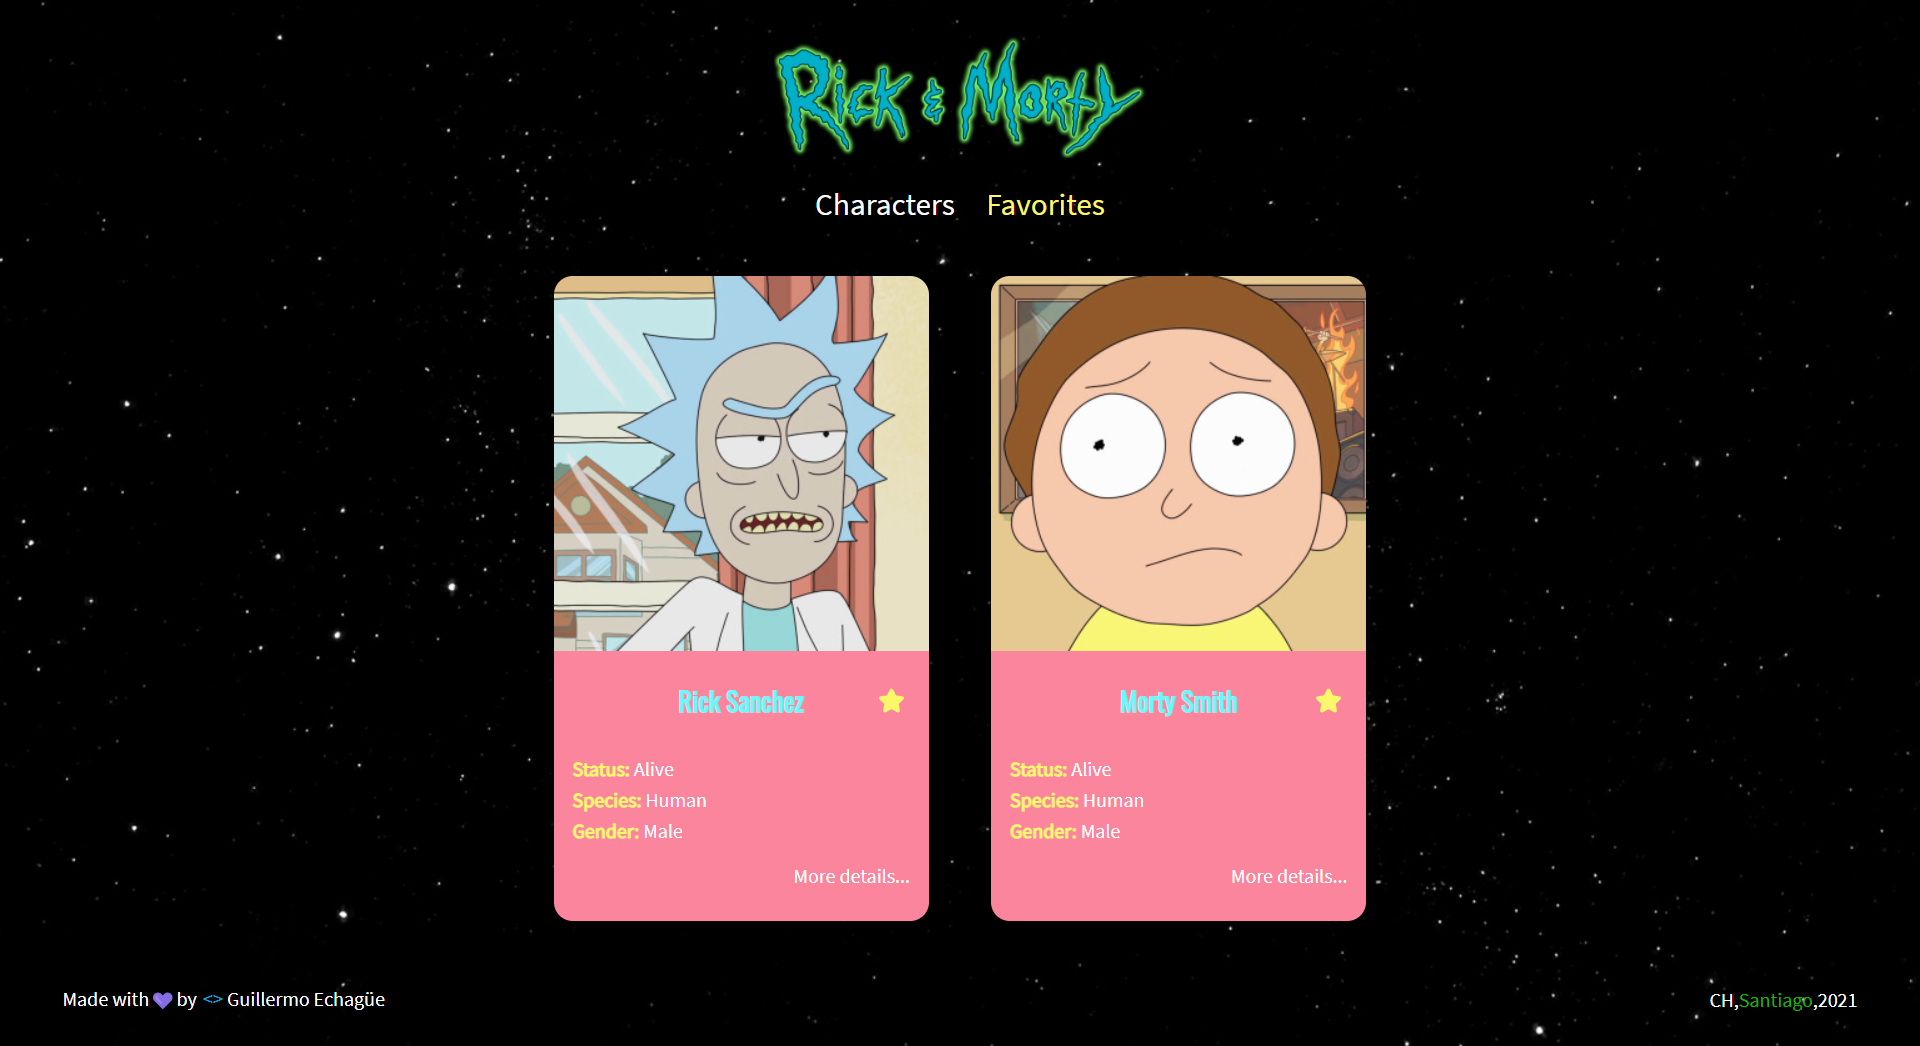 Rick & Morty
Characters Favorites
Rick Sanchez
Status: Alive
Species: Human
Gender: Male
More details...
Morty Smith
Status: Alive
Species: Human
Gender: Male
More details...
Made with 💜 by <> Guillermo Echagüe
CH,Santiago,2021